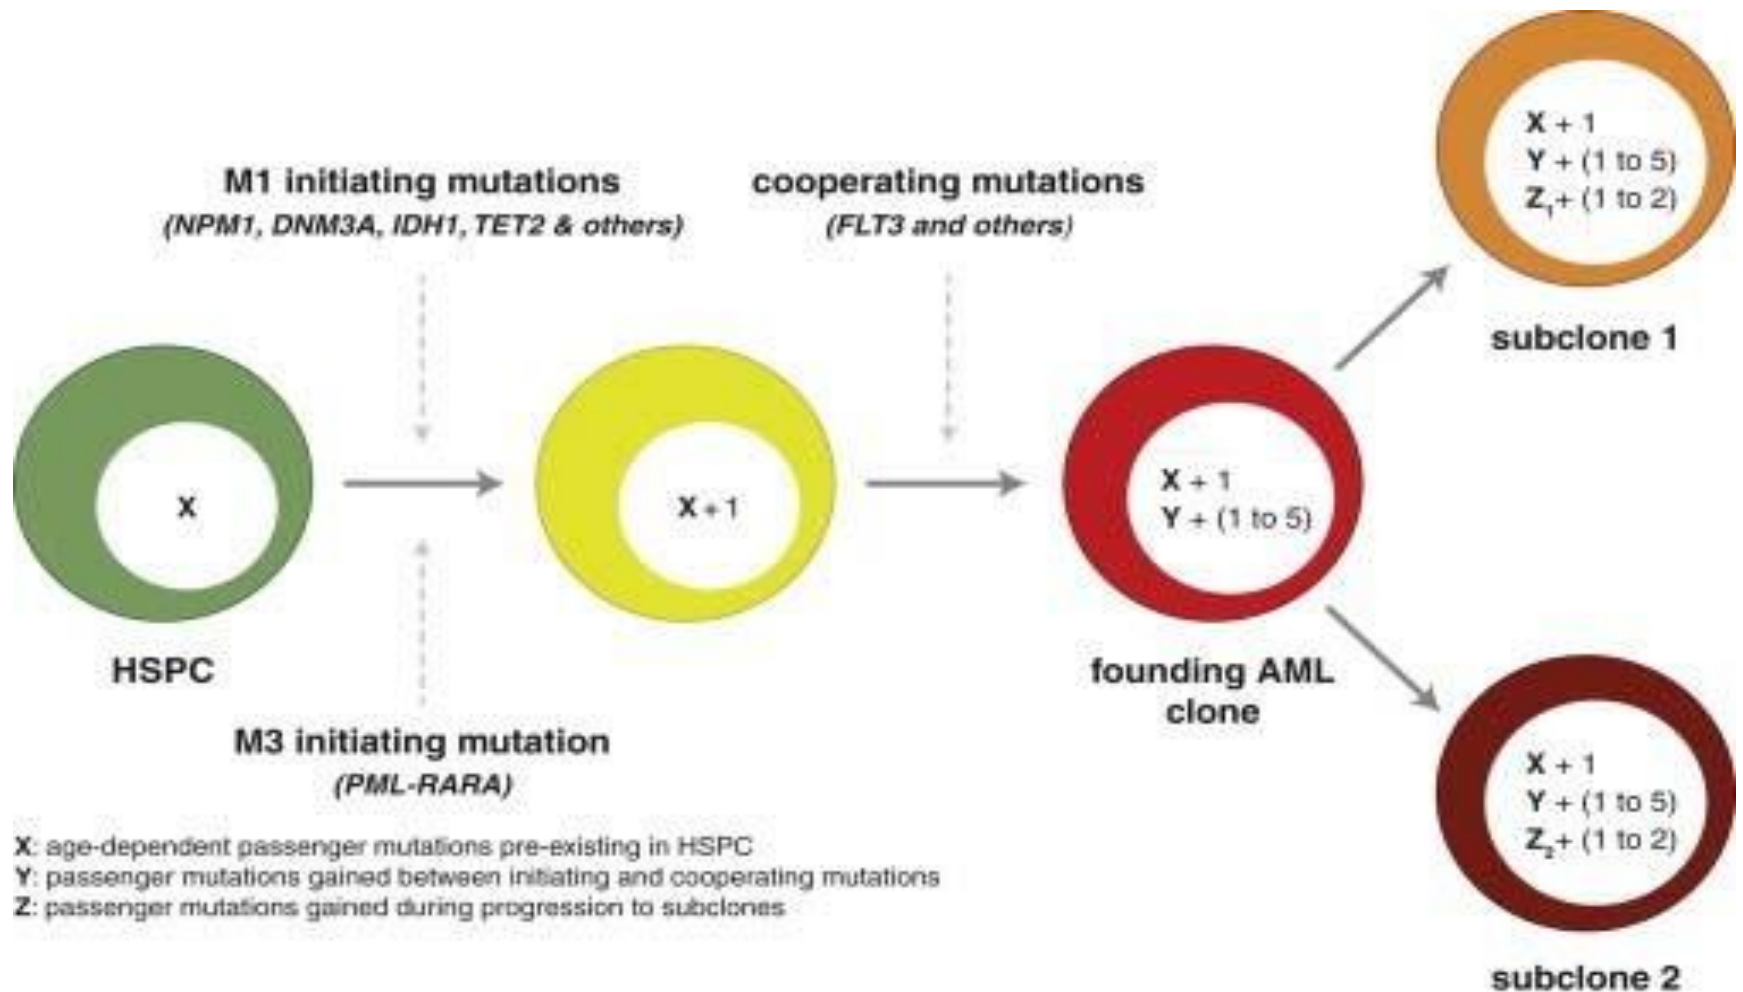 M1 initiating mutations
(NPM1, DNM3A, IDH1, TET2 & others)
cooperating mutations
(FLT3 and others)
X + 1
Y + (1 to 5)
Z1+ (1 to 2)
subclone 1
X
X + 1
X + 1
Y + (1 to 5)
HSPC
founding AML
clone
M3 initiating mutation
(PML-RARA)
X + 1
Y + (1 to 5)
Z2+ (1 to 2)
subclone 2
X: age-dependent passenger mutations pre-existing in HSPC
Y: passenger mutations gained between initiating and cooperating mutations
Z: passenger mutations gained during progression to subclones